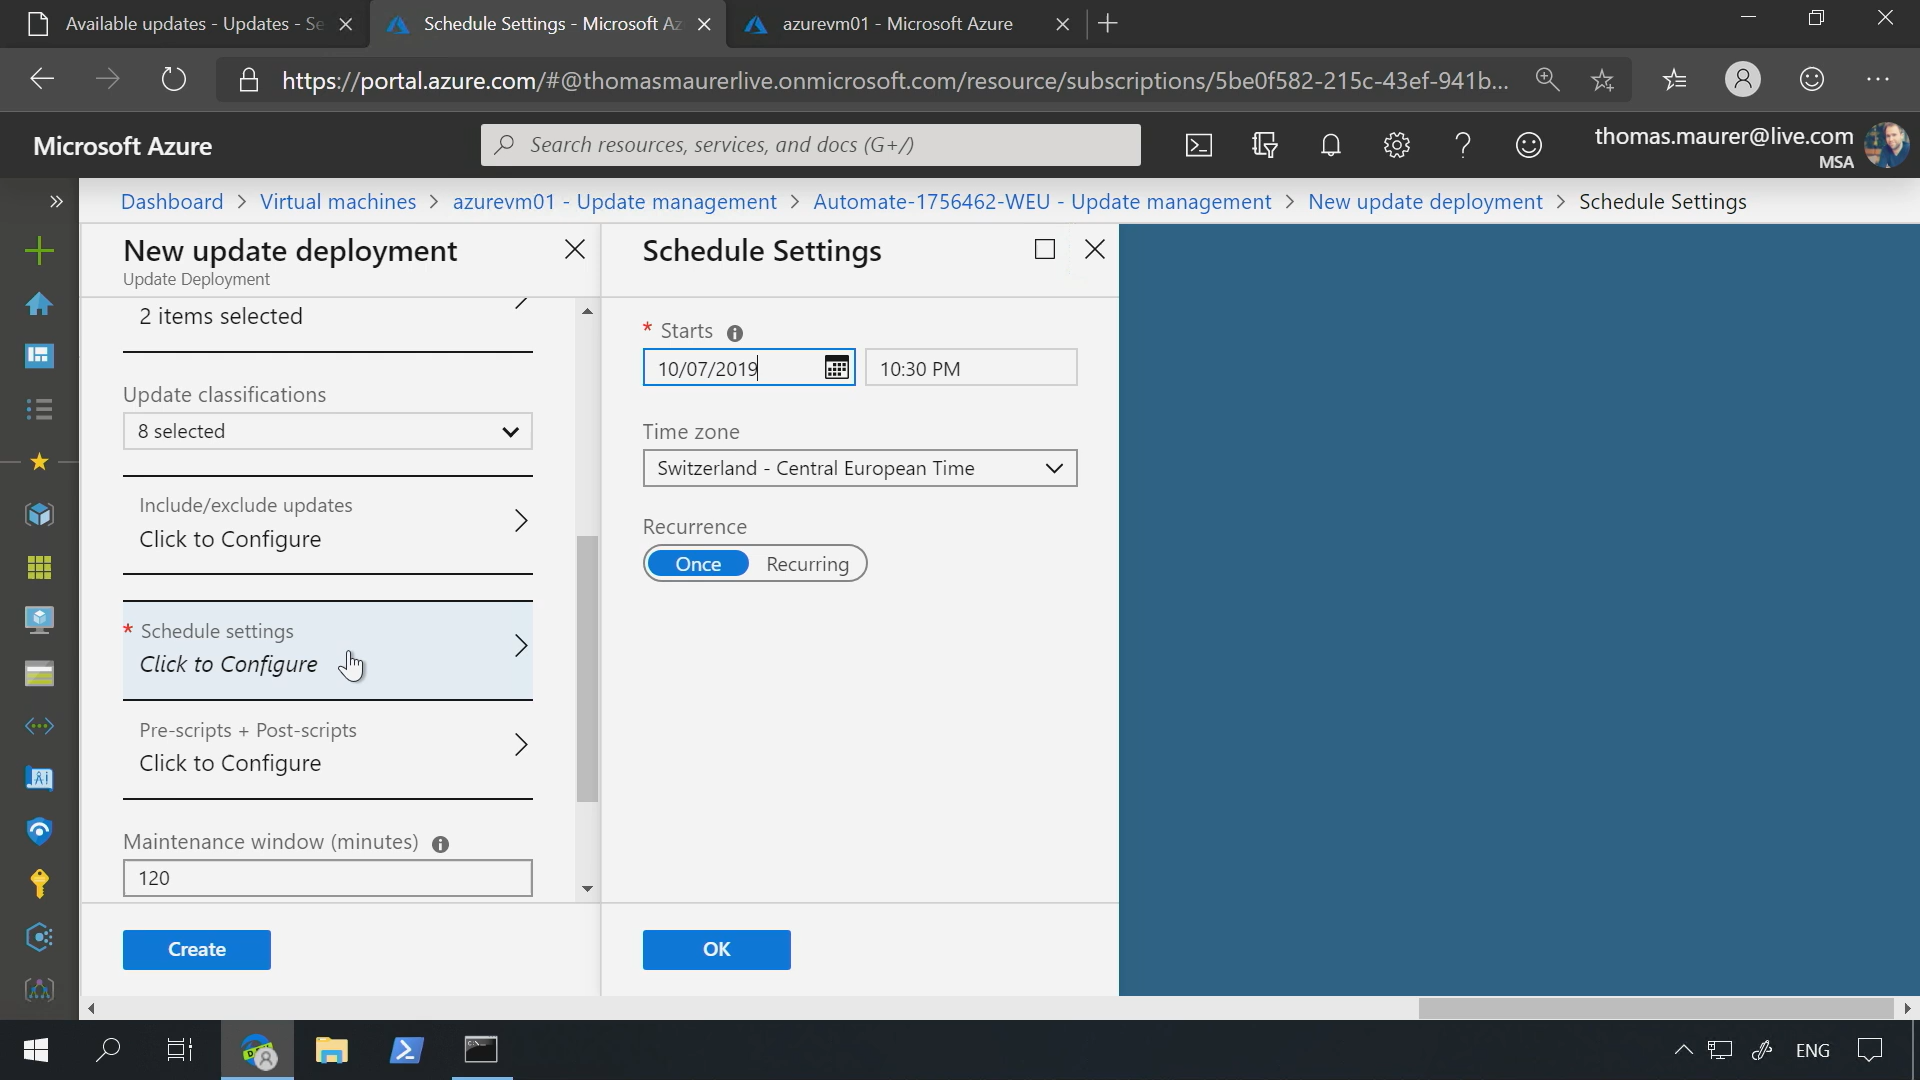 Available updates - Updates - Se
Schedule Settings - Microsoft Az
azurevm01 - Microsoft Azure
https://portal.azure.com/#@thomasmaurerlive.onmicrosoft.com/resource/subscriptions/5be0f582-215c-43ef-941b...
Microsoft Azure
Search resources, services, and docs (G+/)
thomas.maurer@live.com
MSA
Dashboard > Virtual machines > azurevm01 - Update management > Automate-1756462-WEU - Update management > New update deployment > Schedule Settings
New update deployment
Update Deployment
2 items selected
Update classifications
8 selected
Include/exclude updates
Click to Configure
* Schedule settings
Click to Configure
Pre-scripts + Post-scripts
Click to Configure
Maintenance window (minutes)
120
Create
Schedule Settings
* Starts
10/07/2019
10:30 PM
Time zone
Switzerland - Central European Time
Recurrence
Once Recurring
OK
ENG